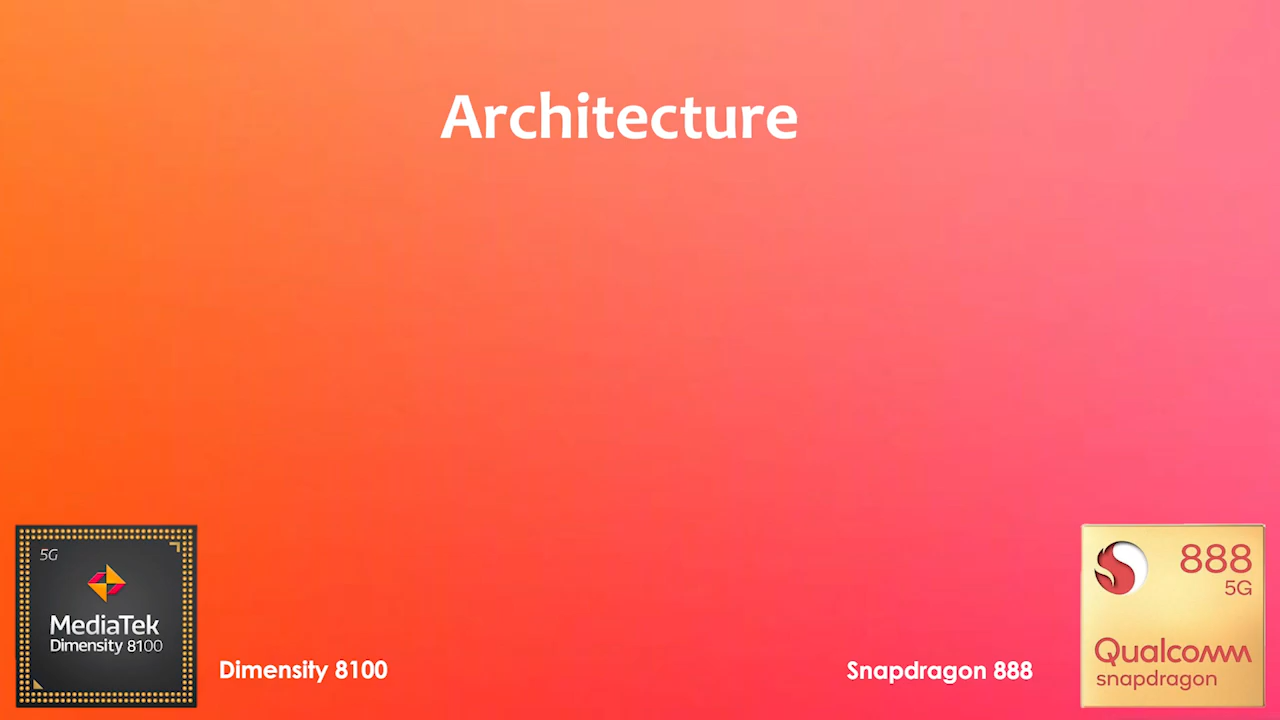 Architecture
5G
MediaTek
Dimensity 8100
Dimensity 8100
Snapdragon 888
888
5G
Qualcomm
snapdragon